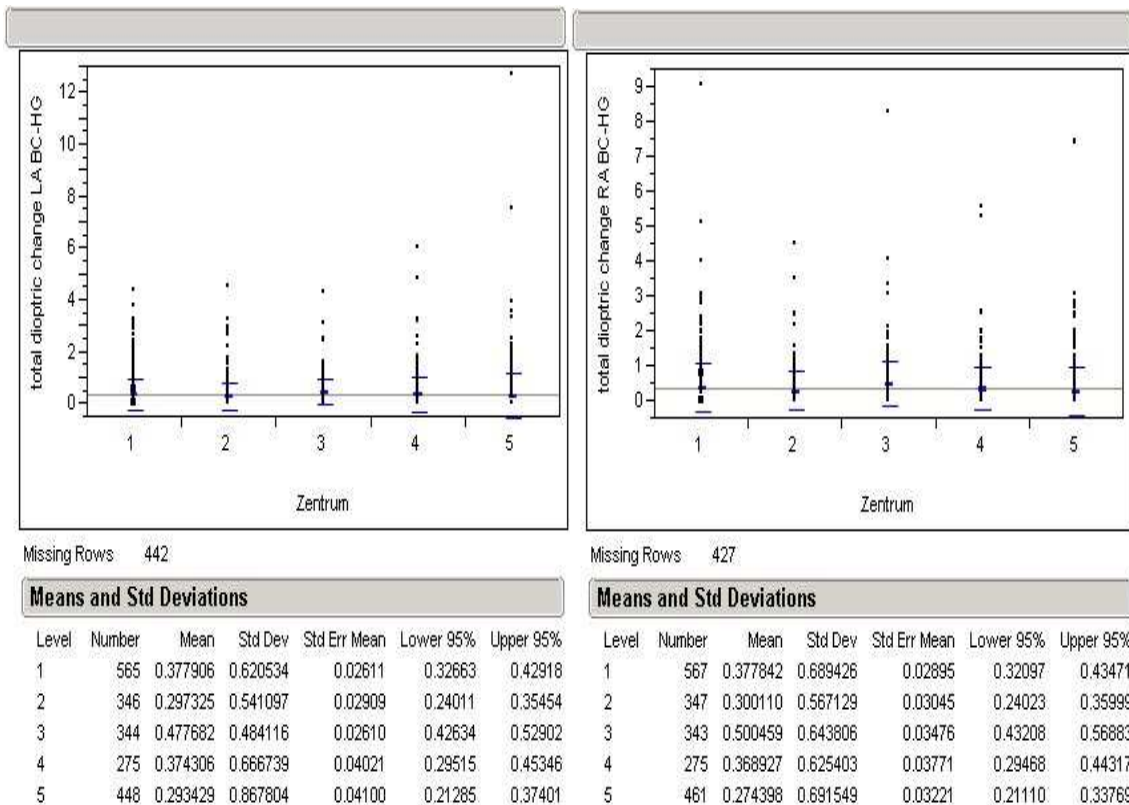 total dioptric change LA BC-HG
12
10
8
6
4
2
0
1 2 3 4 5
Zentrum
Missing Rows 442
Means and Std Deviations
Level Number Mean Std Dev Std Err Mean Lower 95% Upper 95%
1 565 0.377906 0.620534 0.02611 0.32663 0.42918
2 346 0.297325 0.541097 0.02909 0.24011 0.35454
3 344 0.477682 0.484116 0.02610 0.42634 0.52902
4 275 0.374306 0.666739 0.04021 0.29515 0.45346
5 448 0.293429 0.867804 0.04100 0.21285 0.37401
total dioptric change RA BC-HG
9
8
7
6
5
4
3
2
1
0
1 2 3 4 5
Zentrum
Missing Rows 427
Means and Std Deviations
Level Number Mean Std Dev Std Err Mean Lower 95% Upper 95%
1 567 0.377842 0.689426 0.02895 0.32097 0.43471
2 347 0.300110 0.567129 0.03045 0.24023 0.35999
3 343 0.500459 0.643806 0.03476 0.43208 0.56883
4 275 0.368927 0.625403 0.03771 0.29468 0.44317
5 461 0.274398 0.691549 0.03221 0.21110 0.33769